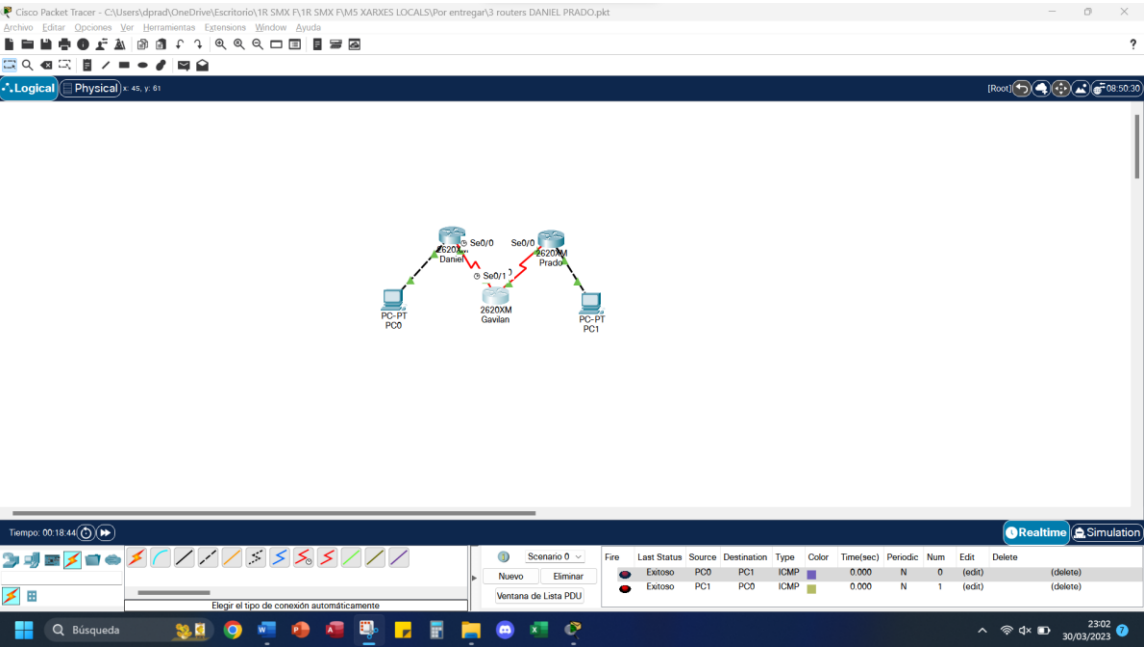 Cisco Packet Tracer - C:\Users\dprad\OneDrive\Escritorio\1R SMX F\1R SMX F\M5 XARXES LOCALS\Por entregar\3 routers DANIEL PRADO.pkt
Archivo Editar Opciones Ver Herramientas Extensions Window Ayuda
?
Logical Physical x: 45, y: 61 [Root] 08:50:30
Se0/0 Se0/0
2620X 2620XM
Daniel Prado
Se0/1
PC-PT 2620XM PC-PT
PC0 Gavilan PC1
Tiempo: 00:18:44 Realtime Simulation
Scenario 0 Fire Last Status Source Destination Type Color Time(sec) Periodic Num Edit Delete
Nuevo Eliminar Exitoso PC0 PC1 ICMP 0.000 N 0 (edit) (delete)
Exitoso PC1 PC0 ICMP 0.000 N 1 (edit) (delete)
Ventana de Lista PDU
Elegir el tipo de conexión automáticamente
Búsqueda 23:02
30/03/2023 7